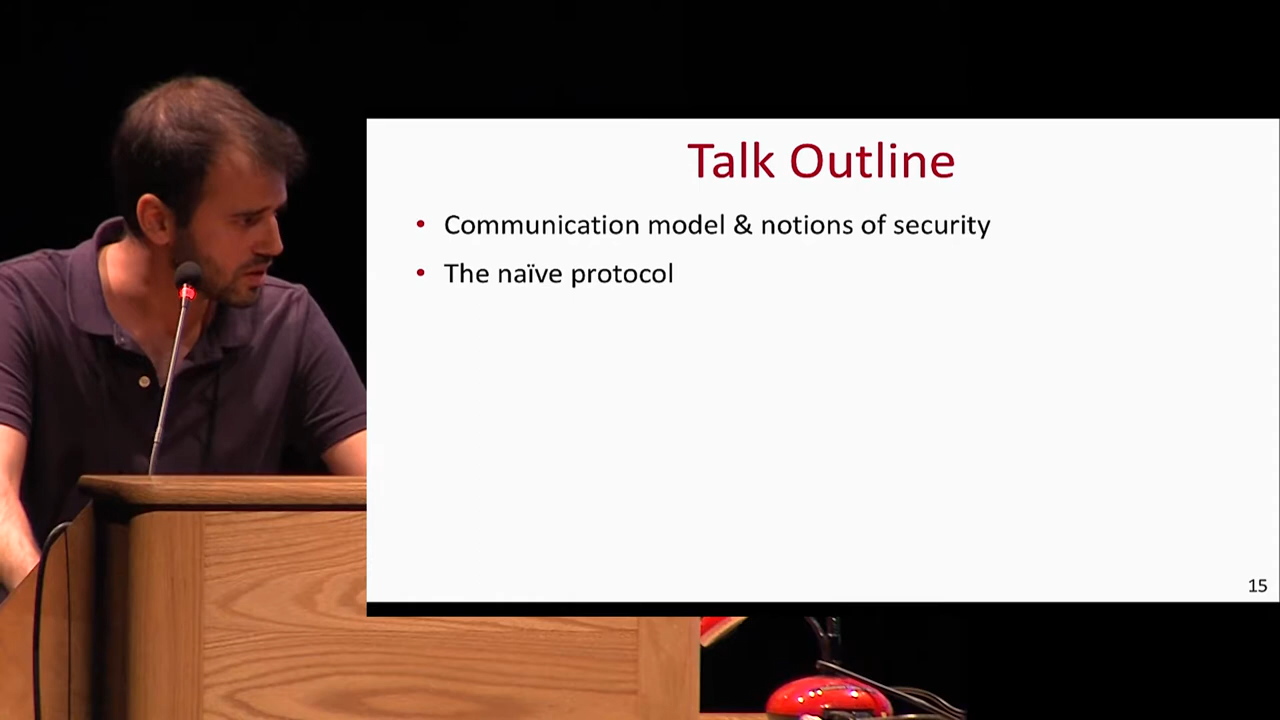 Talk Outline
• Communication model & notions of security
• The naïve protocol
15